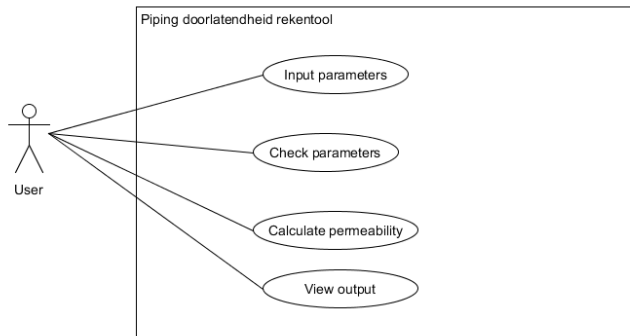 Piping doorlatendheid rekentool
Input parameters
Check parameters
User
Calculate permeability
View output